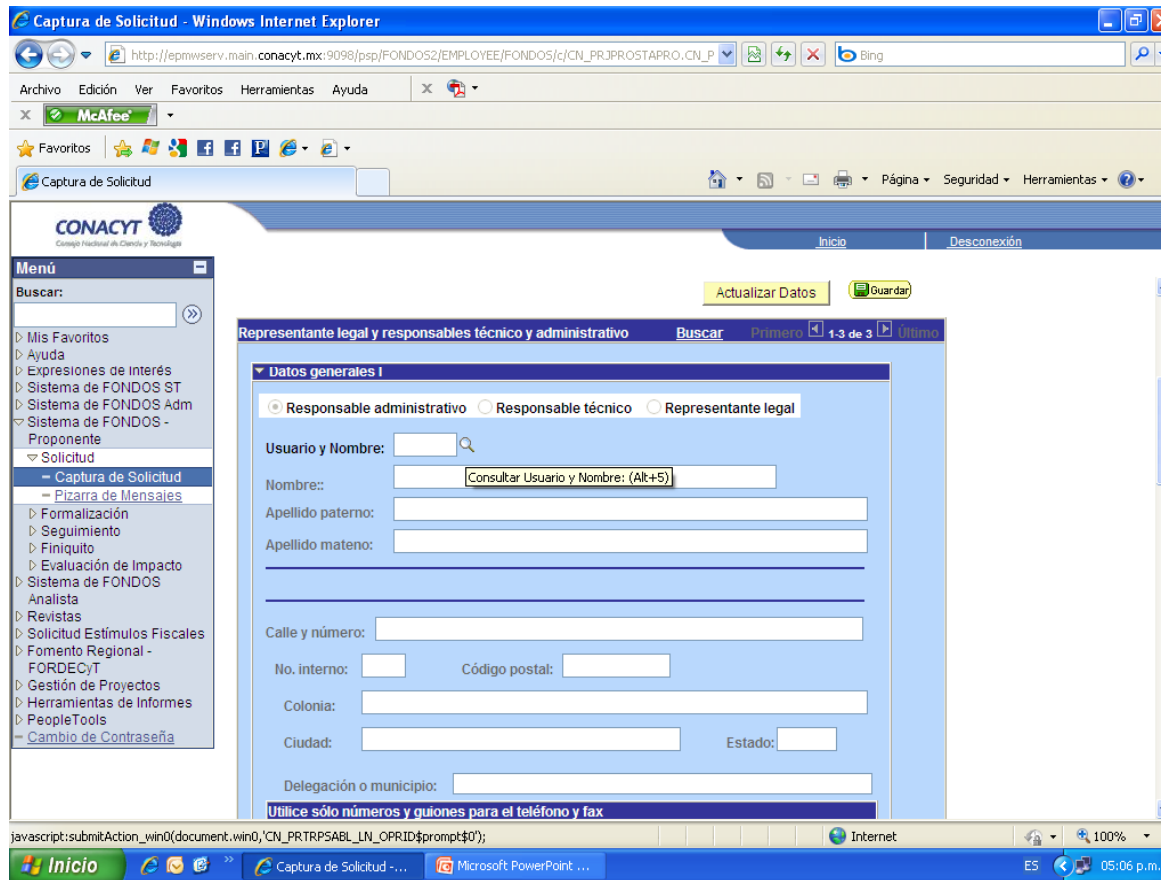 Captura de Solicitud - Windows Internet Explorer
http://epmwserv.main.conacyt.mx:9098/psp/FONDOS2/EMPLOYEE/FONDOS/c/CN_PRJPROSTAPRO.CN_P
Bing
Archivo Edición Ver Favoritos Herramientas Ayuda
McAfee
Favoritos
Captura de Solicitud
Página Seguridad Herramientas
CONACYT
Consejo Nacional de Ciencia y Tecnología
Inicio Desconexión
Menú
Buscar:
Mis Favoritos
Ayuda
Expresiones de Interés
Sistema de FONDOS ST
Sistema de FONDOS Adm
Sistema de FONDOS -
Proponente
Solicitud
Captura de Solicitud
Pizarra de Mensajes
Formalización
Seguimiento
Finiquito
Evaluación de Impacto
Sistema de FONDOS
Analista
Revistas
Solicitud Estímulos Fiscales
Fomento Regional -
FORDECyT
Gestión de Proyectos
Herramientas de Informes
PeopleTools
Cambio de Contraseña
Actualizar Datos Guardar
Representante legal y responsables técnico y administrativo Buscar Primero 1-3 de 3 Último
Datos generales I
Responsable administrativo Responsable técnico Representante legal
Usuario y Nombre:
Consultar Usuario y Nombre: (Alt+5)
Nombre::
Apellido paterno:
Apellido mateno:
Calle y número:
No. interno: Código postal:
Colonia:
Ciudad: Estado:
Delegación o municipio:
Utilice sólo números y guiones para el teléfono y fax
javascript:submitAction_win0(document.win0,'CN_PRTRPSABL_LN_OPRID$prompt$0'); Internet 100%
Inicio Captura de Solicitud -... Microsoft PowerPoint ... ES 05:06 p.m.